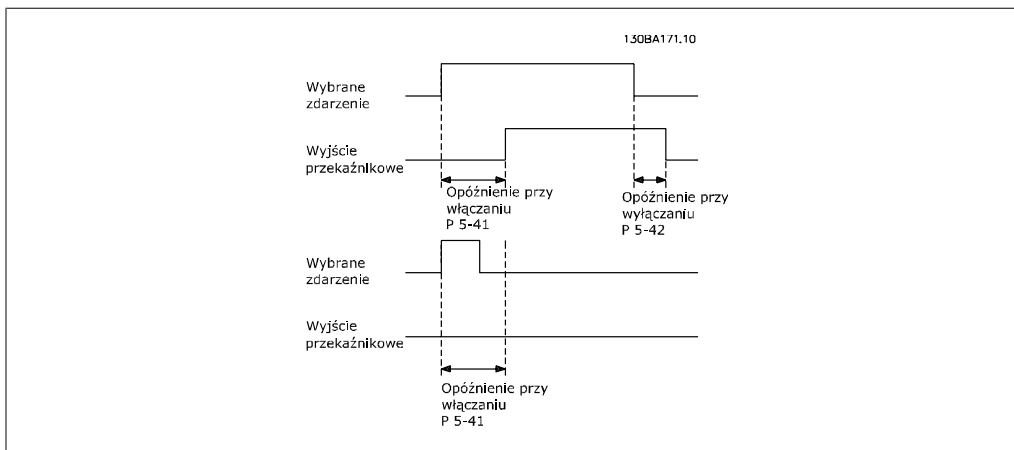 130BA171.10
Wybrane
zdarzenie
Wyjście
przekaźnikowe
Opóźnienie przy
włączaniu
P 5-41
Opóźnienie przy
wyłączaniu
P 5-42
Wybrane
zdarzenie
Wyjście
przekaźnikowe
Opóźnienie przy
włączaniu
P 5-41